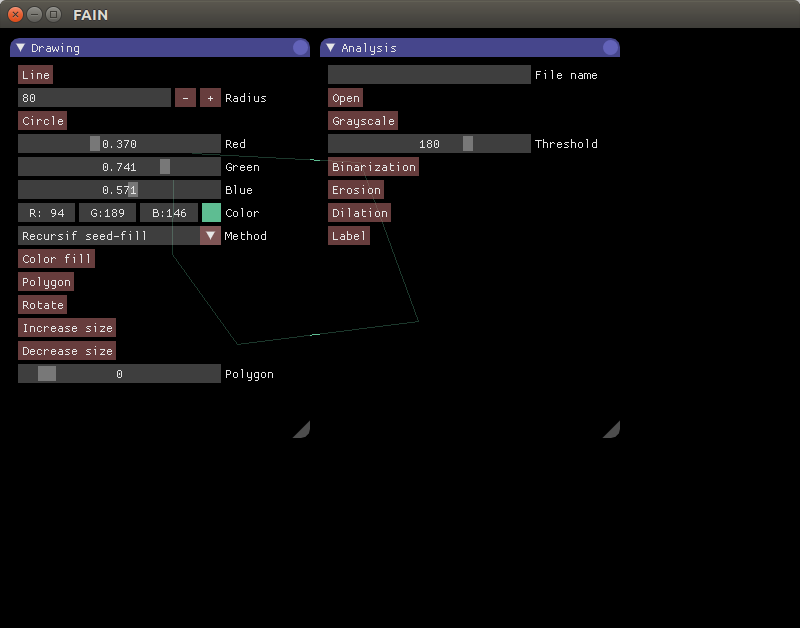 FAIN
Drawing
Line
80 - + Radius
Circle
0.370 Red
0.741 Green
0.571 Blue
R: 94 G:189 B:146 Color
Recursif seed-fill Method
Color fill
Polygon
Rotate
Increase size
Decrease size
0 Polygon
Analysis
File name
Open
Grayscale
180 Threshold
Binarization
Erosion
Dilation
Label